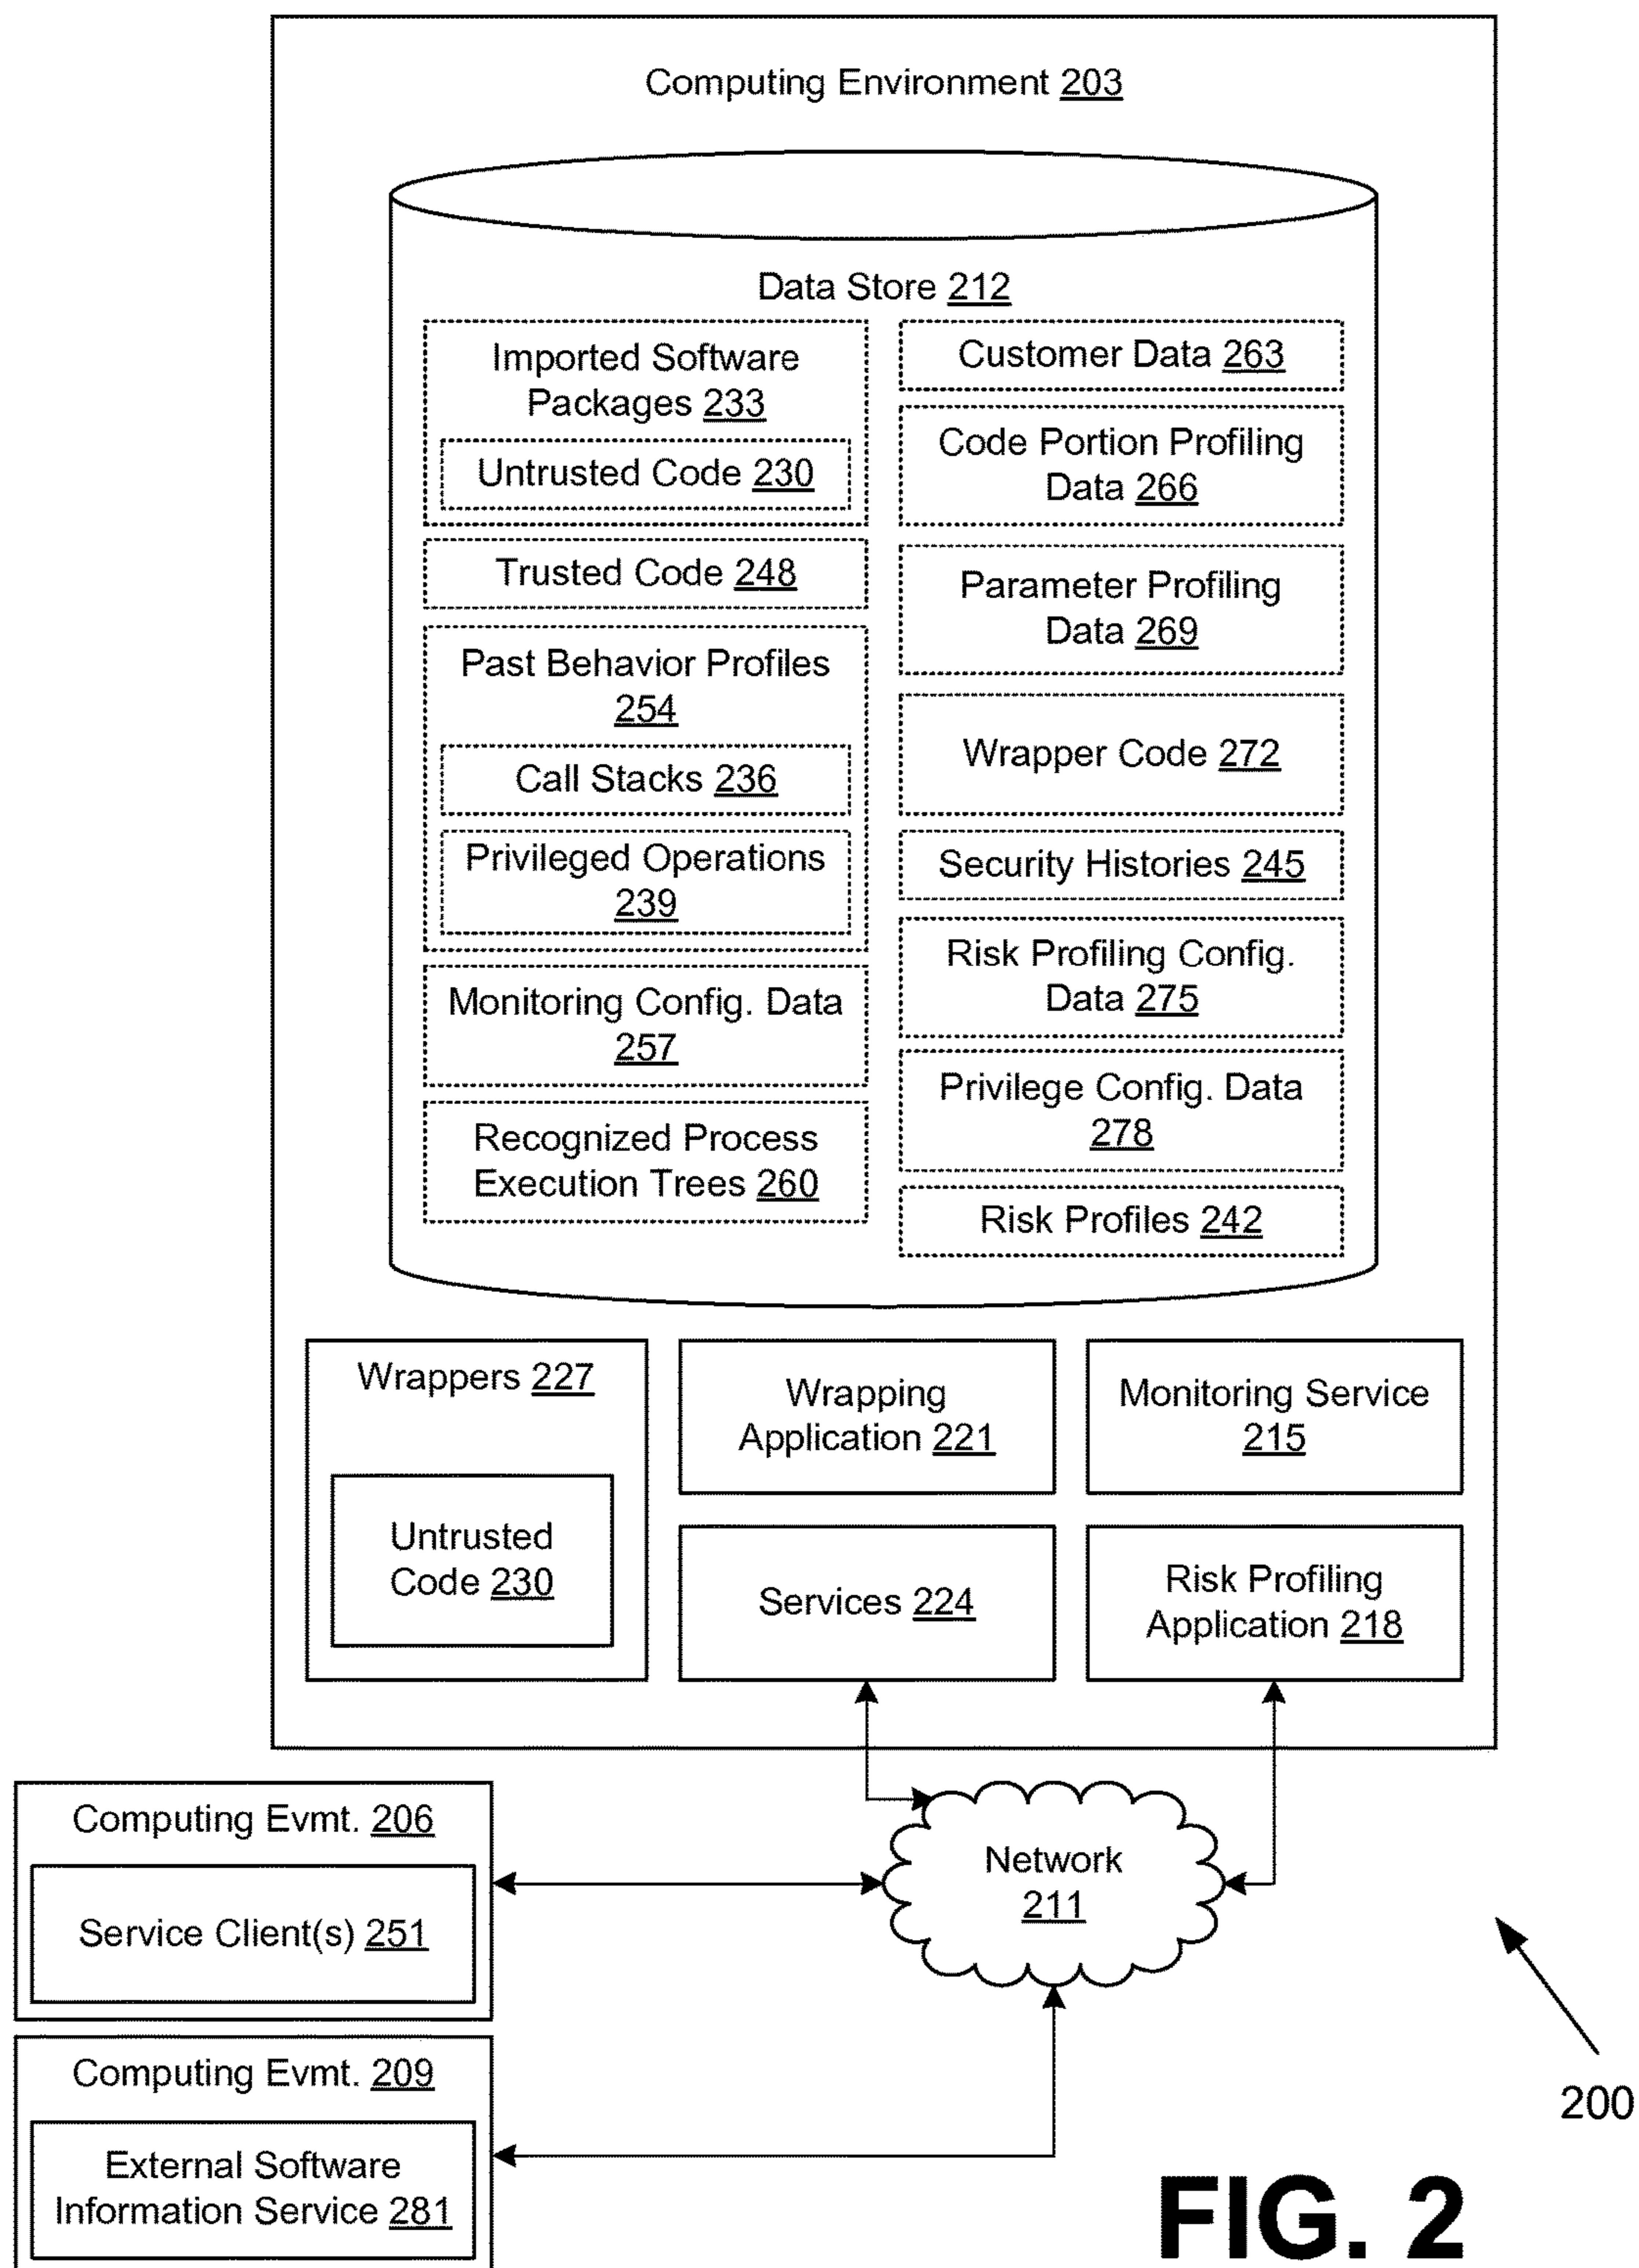 Computing Environment 203
Data Store 212
Imported Software
Packages 233
Untrusted Code 230
Trusted Code 248
Past Behavior Profiles
254
Call Stacks 236
Privileged Operations
239
Monitoring Config. Data
257
Recognized Process
Execution Trees 260
Customer Data 263
Code Portion Profiling
Data 266
Parameter Profiling
Data 269
Wrapper Code 272
Security Histories 245
Risk Profiling Config.
Data 275
Privilege Config. Data
278
Risk Profiles 242
Wrappers 227
Untrusted
Code 230
Wrapping
Application 221
Monitoring Service
215
Services 224
Risk Profiling
Application 218
Computing Evmt. 206
Service Client(s) 251
Network
211
Computing Evmt. 209
External Software
Information Service 281
200
FIG. 2